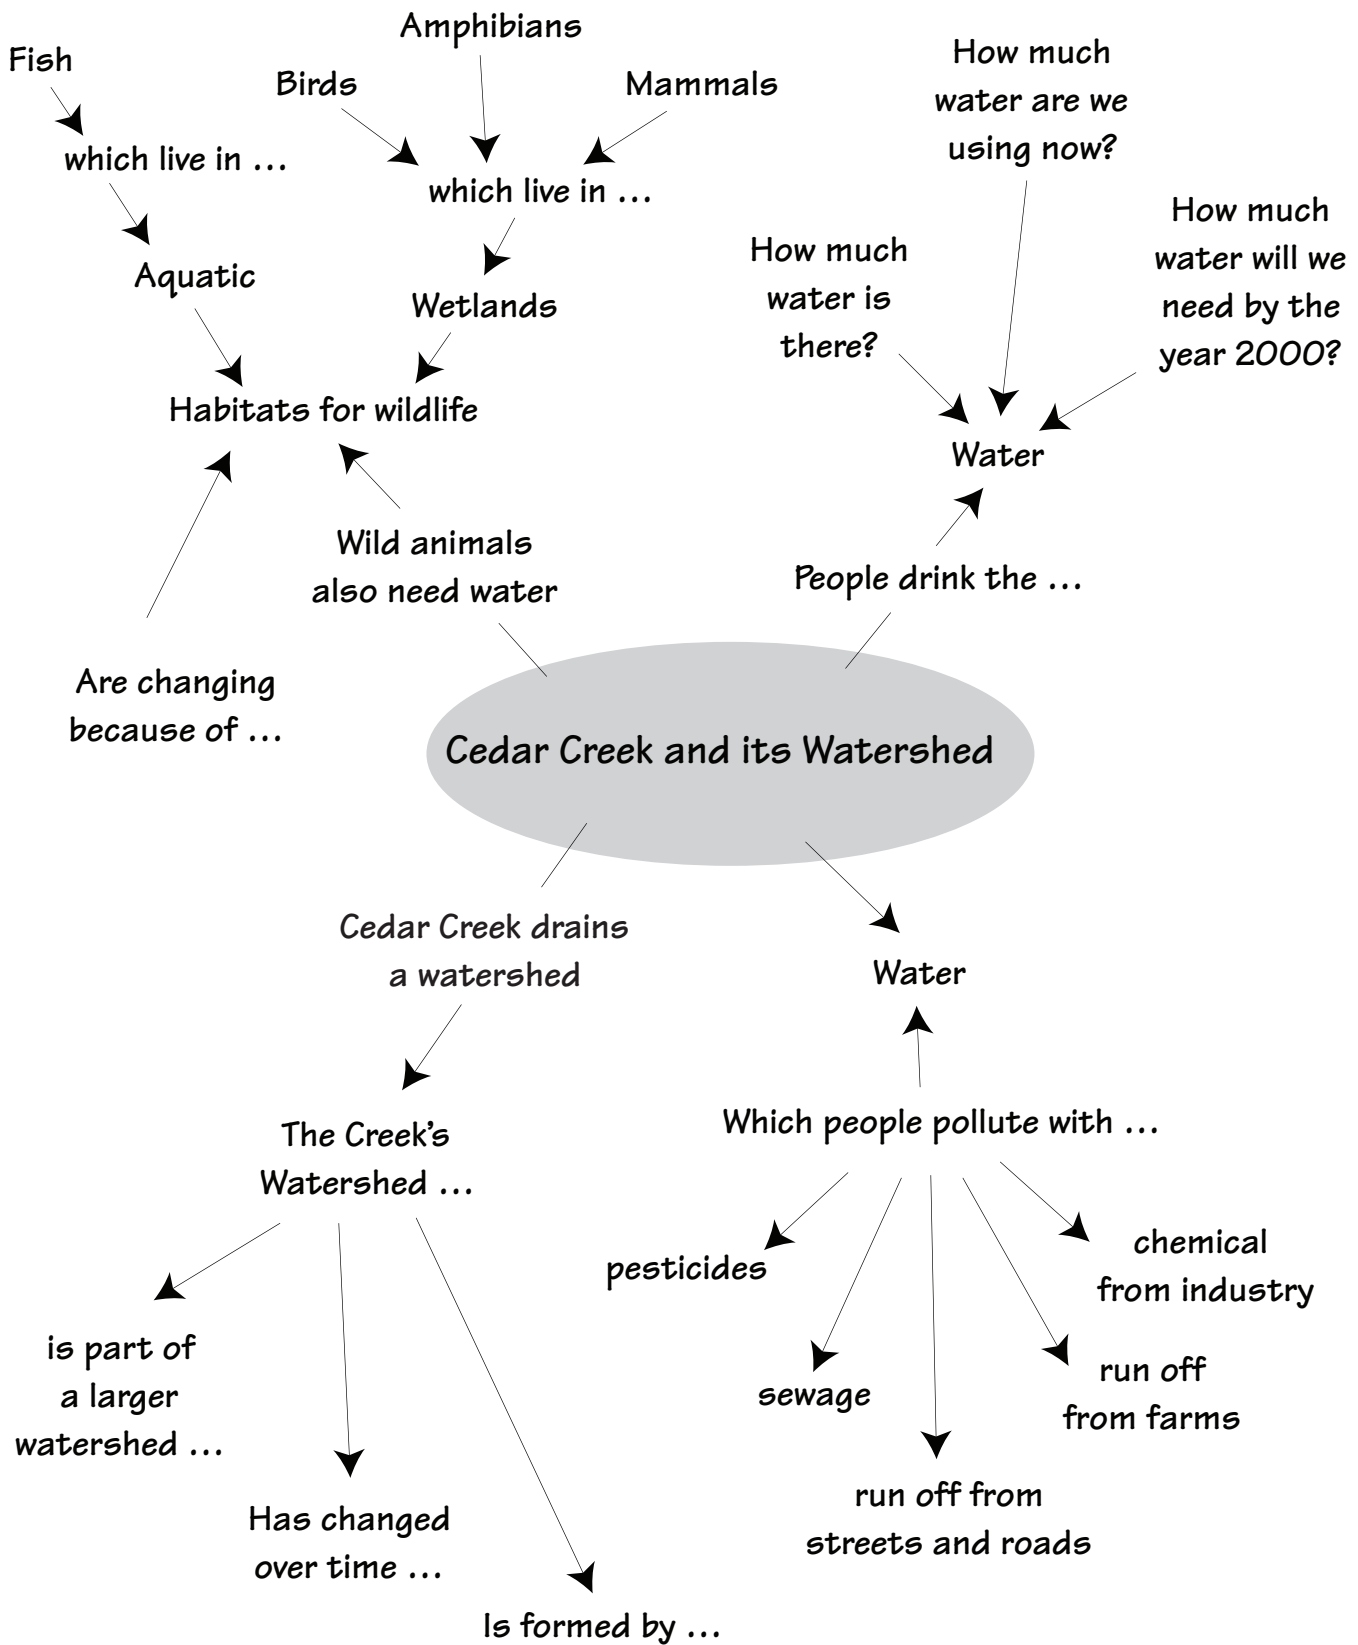 Amphibians
Fish
Birds
Mammals
which live in ...
which live in ...
Aquatic
Wetlands
Habitats for wildlife
How much
water are we
using now?
How much
water is
there?
How much
water will we
need by the
year 2000?
Water
Wild animals
also need water
People drink the ...
Are changing
because of ...
Cedar Creek and its Watershed
Cedar Creek drains
a watershed
The Creek's
Watershed ...
is part of
a larger
watershed ...
Has changed
over time ...
Is formed by ...
Water
Which people pollute with ...
pesticides
sewage
run off from
streets and roads
run off
from farms
chemical
from industry